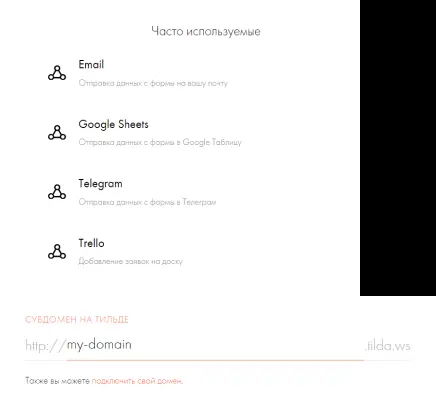 Часто используемые
Email
Отправка данных с формы на вашу почту
Google Sheets
Отправка данных с формы в Google Таблицу
Telegram
Отправка данных с формы в Телеграм
Trello
Добавление заявок на доску
СУБДОМЕН НА ТИЛЬДЕ
http://my-domain .tilda.ws
Также вы можете подключить свой домен.